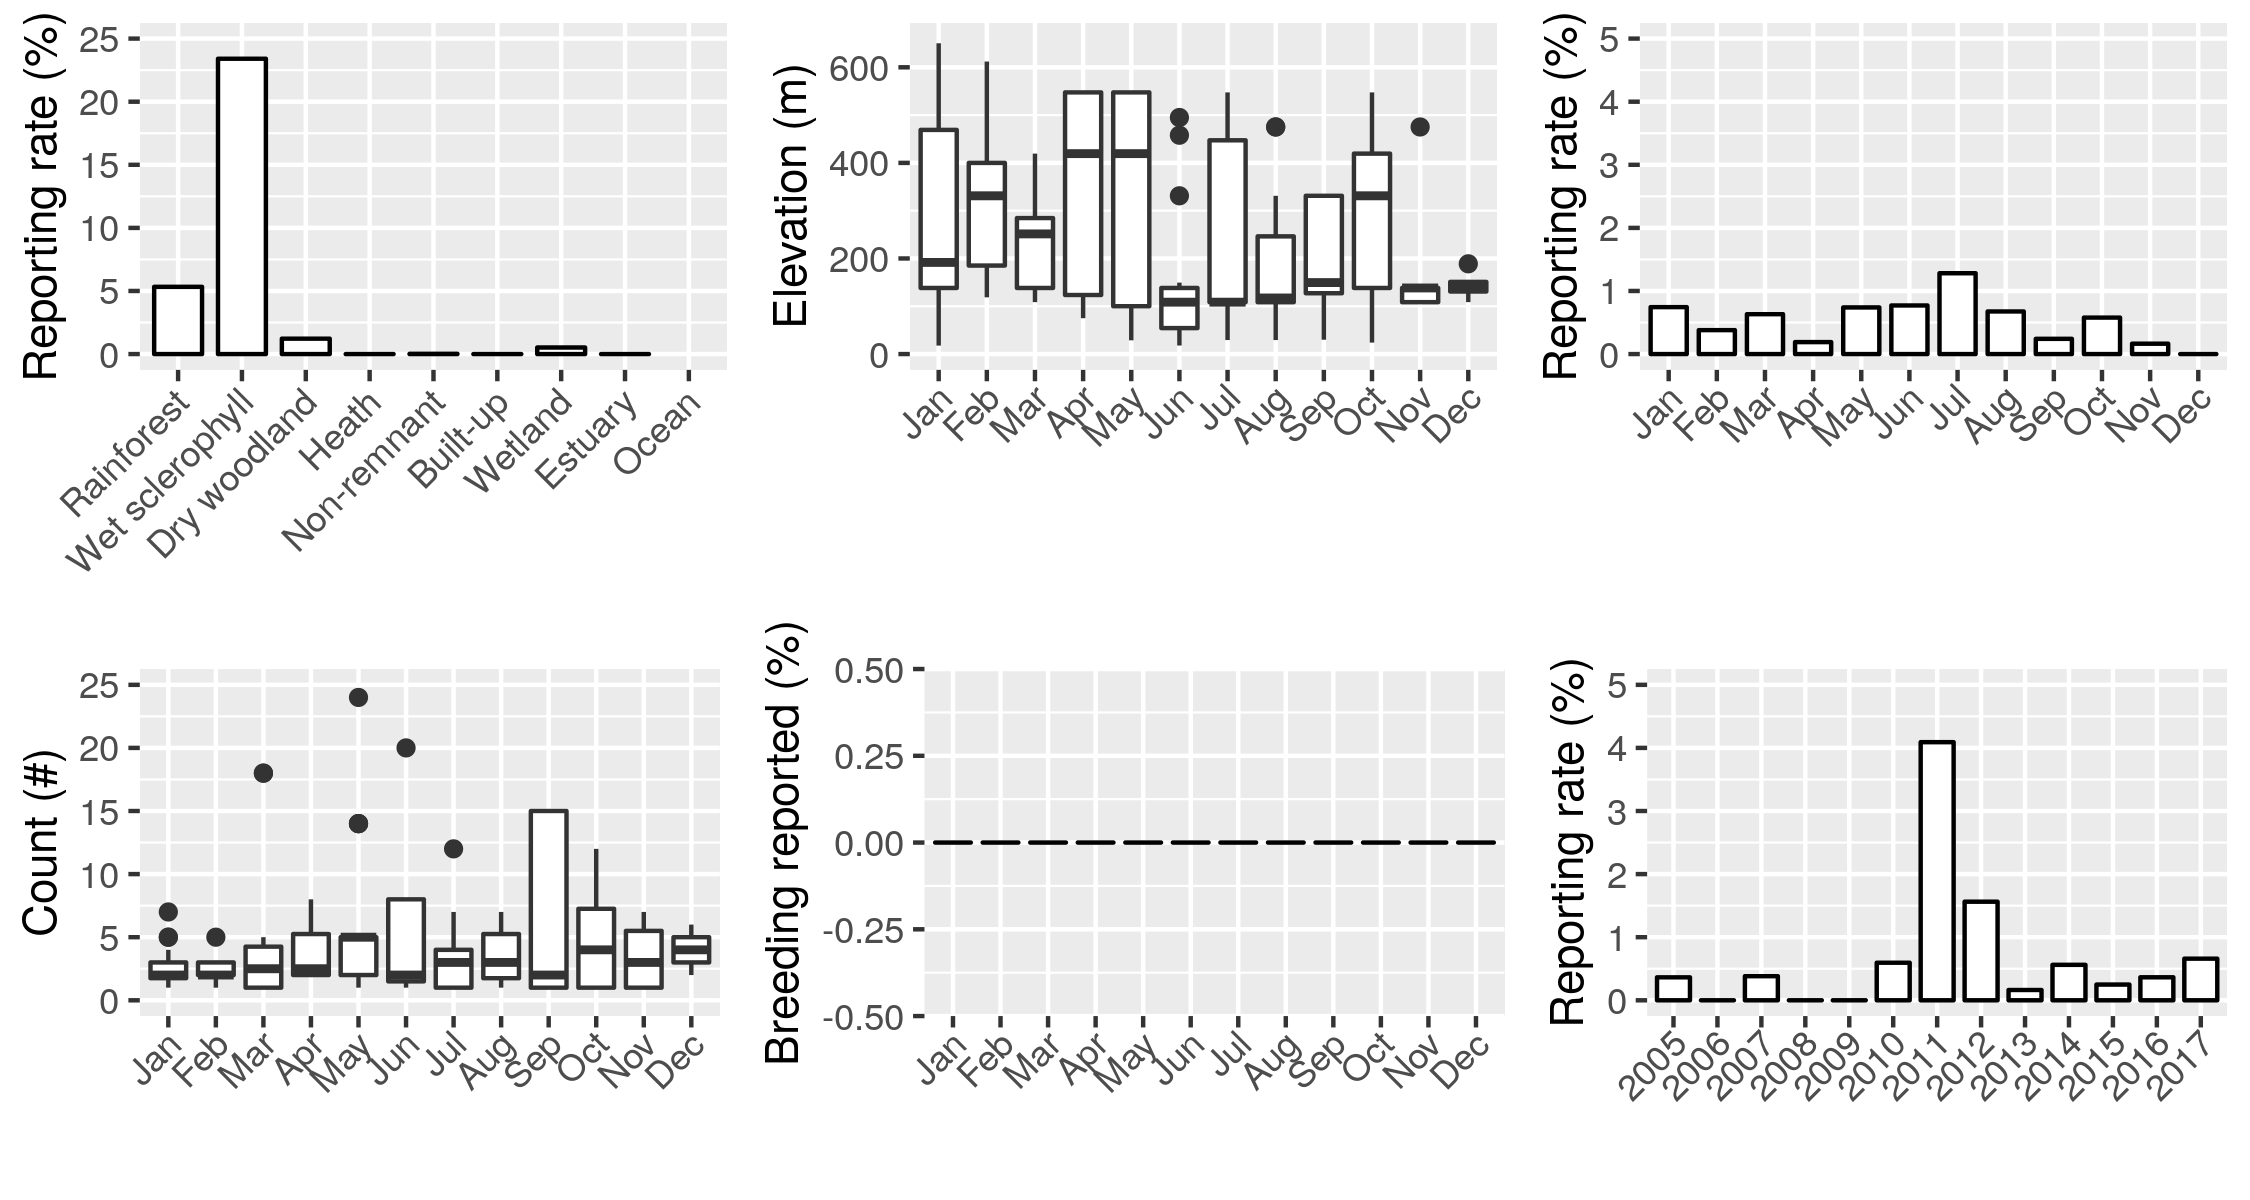 Reporting rate (%)
25
20
15
10
5
0
Rainforest
Wet sclerophyll
Dry woodland
Heath
Non-remnant
Built-up
Wetland
Estuary
Ocean
Elevation (m)
600
400
200
0
Jan
Feb
Mar
Apr
May
Jun
Jul
Aug
Sep
Oct
Nov
Dec
Reporting rate (%)
5
4
3
2
1
0
Jan
Feb
Mar
Apr
May
Jun
Jul
Aug
Sep
Oct
Nov
Dec
Count (#)
25
20
15
10
5
0
Jan
Feb
Mar
Apr
May
Jun
Jul
Aug
Sep
Oct
Nov
Dec
Breeding reported (%)
0.50
0.25
0.00
-0.25
-0.50
Jan
Feb
Mar
Apr
May
Jun
Jul
Aug
Sep
Oct
Nov
Dec
Reporting rate (%)
5
4
3
2
1
0
2005
2006
2007
2008
2009
2010
2011
2012
2013
2014
2015
2016
2017